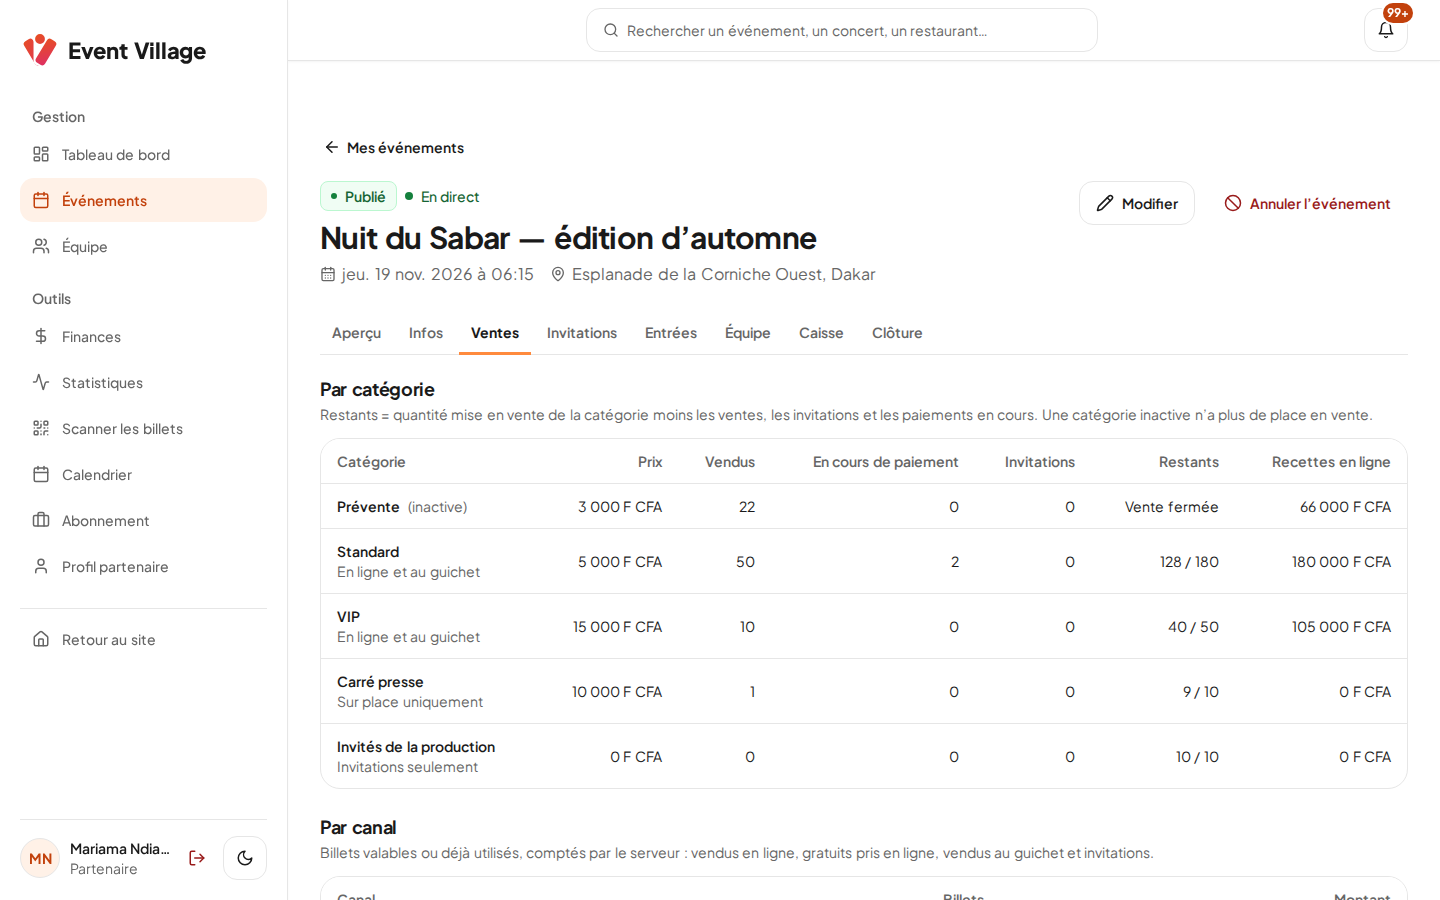 Event Village
Rechercher un événement, un concert, un restaurant…
99+
Gestion
Tableau de bord
Événements
Équipe
Outils
Finances
Statistiques
Scanner les billets
Calendrier
Abonnement
Profil partenaire
Retour au site
MN
Mariama Ndia…
Partenaire
Mes événements
Publié
En direct
Modifier
Annuler l’événement
Nuit du Sabar — édition d’automne
jeu. 19 nov. 2026 à 06:15 Esplanade de la Corniche Ouest, Dakar
Aperçu Infos Ventes Invitations Entrées Équipe Caisse Clôture
Par catégorie
Restants = quantité mise en vente de la catégorie moins les ventes, les invitations et les paiements en cours. Une catégorie inactive n’a plus de place en vente.
Catégorie Prix Vendus En cours de paiement Invitations Restants Recettes en ligne
Prévente (inactive) 3 000 F CFA 22 0 0 Vente fermée 66 000 F CFA
Standard
En ligne et au guichet
5 000 F CFA 50 2 0 128 / 180 180 000 F CFA
VIP
En ligne et au guichet
15 000 F CFA 10 0 0 40 / 50 105 000 F CFA
Carré presse
Sur place uniquement
10 000 F CFA 1 0 0 9 / 10 0 F CFA
Invités de la production
Invitations seulement
0 F CFA 0 0 0 10 / 10 0 F CFA
Par canal
Billets valables ou déjà utilisés, comptés par le serveur : vendus en ligne, gratuits pris en ligne, vendus au guichet et invitations.
Canal Billets Montant